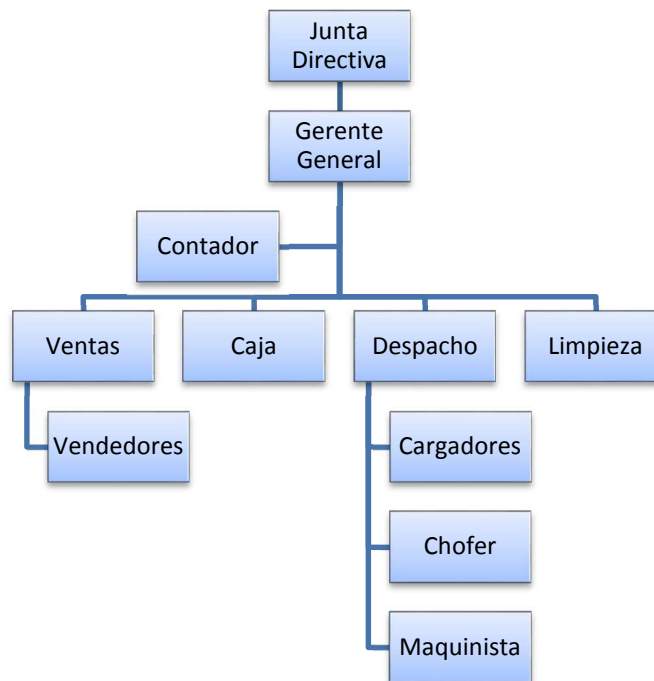 Junta
Directiva
Gerente
General
Contador
Ventas
Caja
Despacho
Limpieza
Vendedores
Cargadores
Chofer
Maquinista